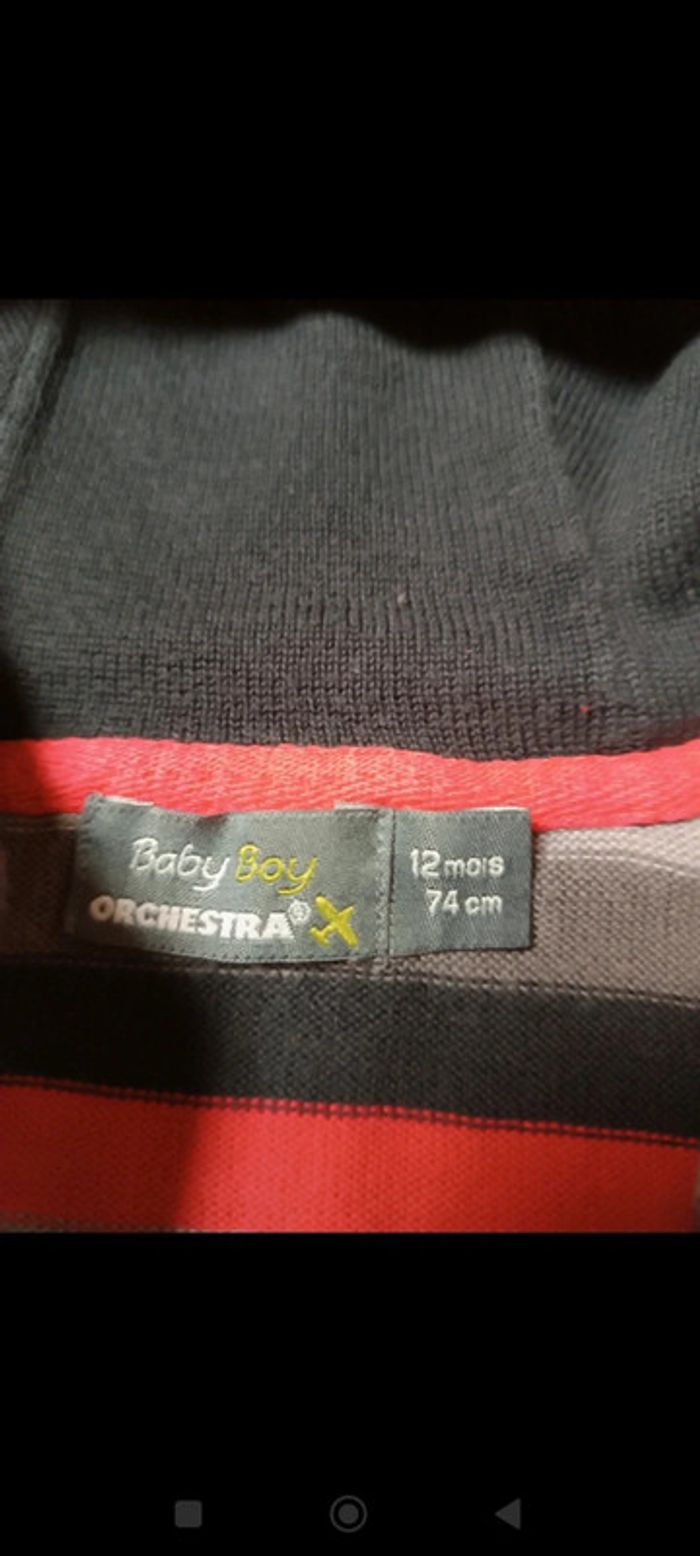 Baby Boy
ORCHESTRA®
12 mois
74 cm